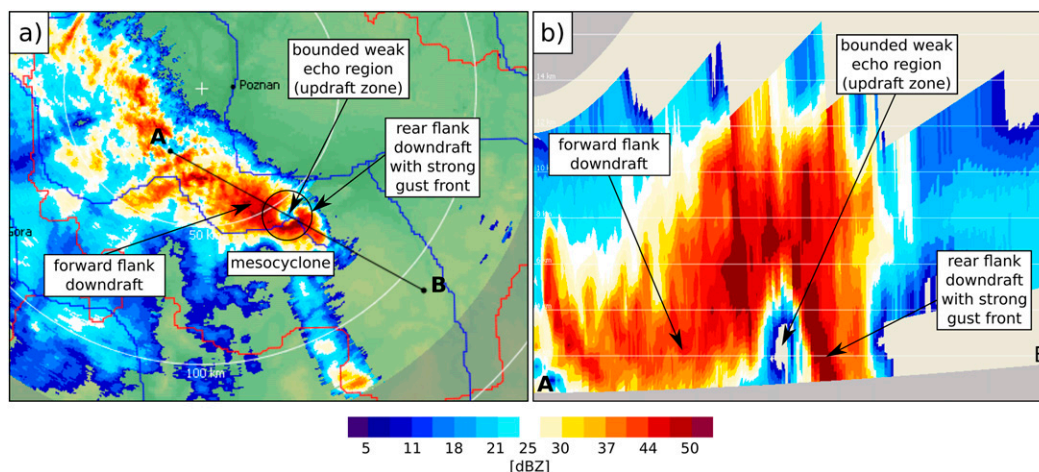 a)
bounded weak
echo region
(updraft zone)
Poznan
A
rear flank
downdraft
with strong
gust front
50 k
mesocyclone
forward flank
downdraft
B
100 km
b)
bounded weak
echo region
(updraft zone)
14 km
forward flank
downdraft
rear flank
downdraft
with strong
gust front
A
5 11 18 21 25 30 37 44 50
[dBZ]